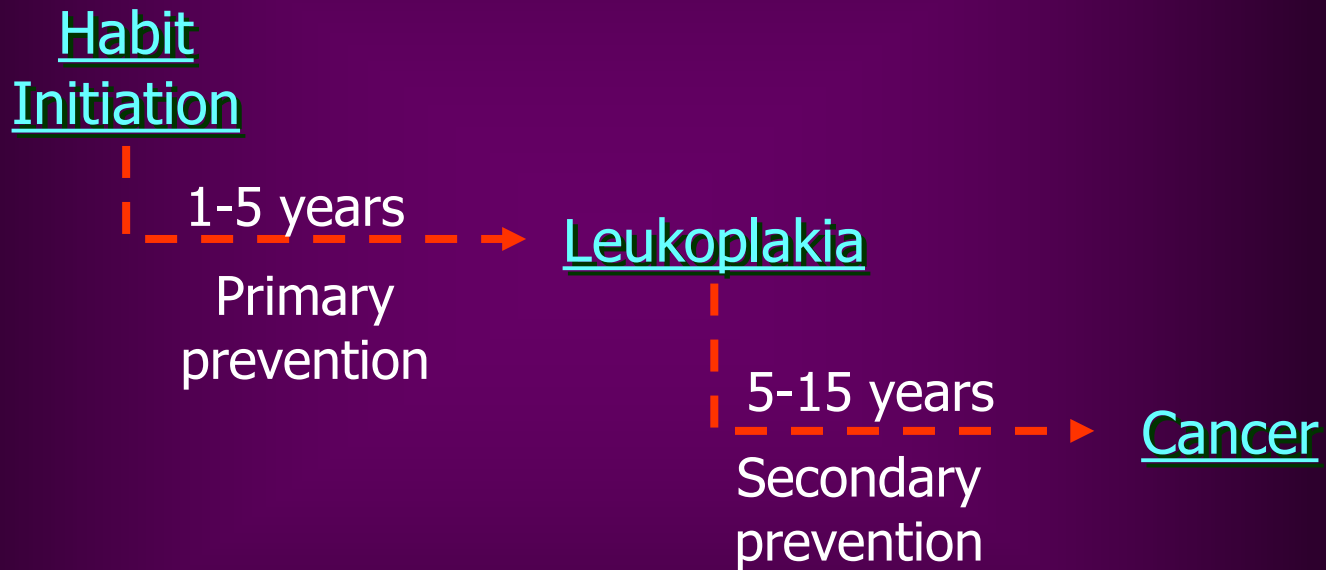 Habit
Initiation
1-5 years
Primary
prevention
Leukoplakia
5-15 years
Secondary
prevention
Cancer